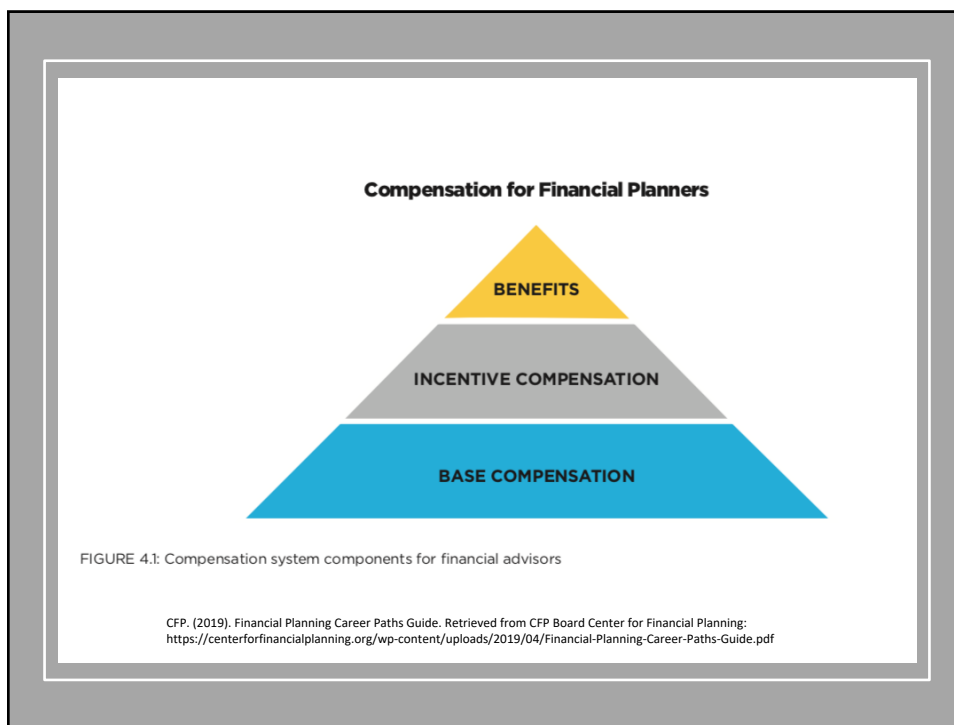 Compensation for Financial Planners
BENEFITS
INCENTIVE COMPENSATION
BASE COMPENSATION
FIGURE 4.1: Compensation system components for financial advisors
CFP. (2019). Financial Planning Career Paths Guide. Retrieved from CFP Board Center for Financial Planning:
https://centerforfinancialplanning.org/wp-content/uploads/2019/04/Financial-Planning-Career-Paths-Guide.pdf